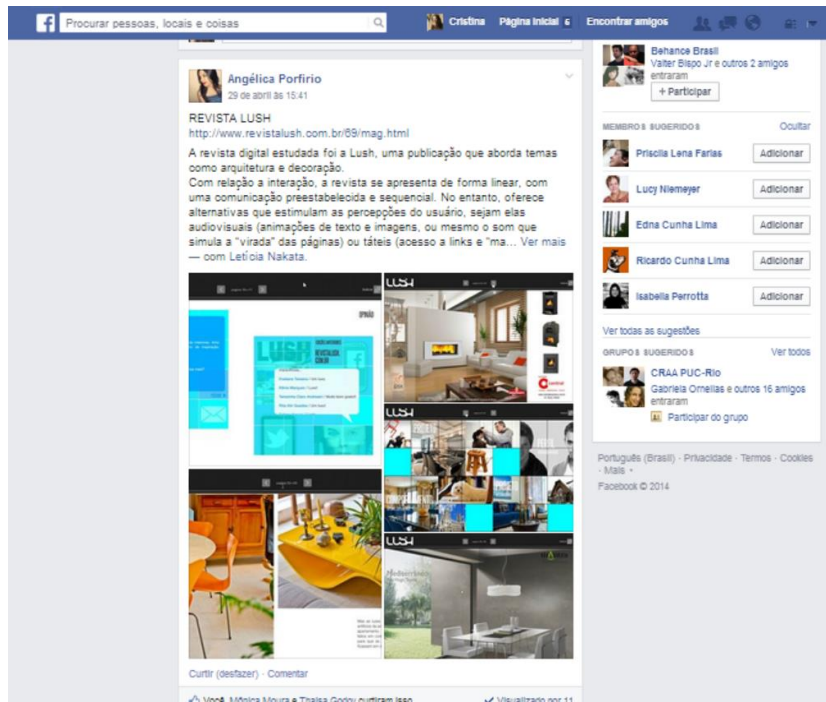 Procurar pessoas, locais e coisas
Cristina Página Inicial 6 Encontrar amigos
Angélica Porfirio
29 de abril às 15:41
REVISTA LUSH
http://www.revistalush.com.br/69/mag.html
A revista digital estudada foi a Lush, uma publicação que aborda temas
como arquitetura e decoração.
Com relação a interação, a revista se apresenta de forma linear, com
uma comunicação preestabelecida e sequencial. No entanto, oferece
alternativas que estimulam as percepções do usuário, sejam elas
audiovisuais (animações de texto e imagens, ou mesmo o som que
simula a "virada" das páginas) ou táteis (acesso a links e "ma... Ver mais
— com Letícia Nakata.
OPINIÃO
LUSH
LUSH
LUSH
LUSH
Curtir (desfazer) · Comentar
Você, Mônica Moura e Thaisa Godoy curtiram isso.
Visualizado por 11
Behance Brasil
Valter Bispo Jr e outros 2 amigos
entraram
+ Participar
MEMBROS SUGERIDOS Ocultar
Priscila Lena Farias Adicionar
Lucy Niemeyer Adicionar
Edna Cunha Lima Adicionar
Ricardo Cunha Lima Adicionar
Isabella Perrotta Adicionar
Ver todas as sugestões
GRUPOS SUGERIDOS Ver todos
CRAA PUC-Rio
Gabriela Ornellas e outros 16 amigos
entraram
Participar do grupo
Português (Brasil) · Privacidade · Termos · Cookies
· Mais
Facebook © 2014